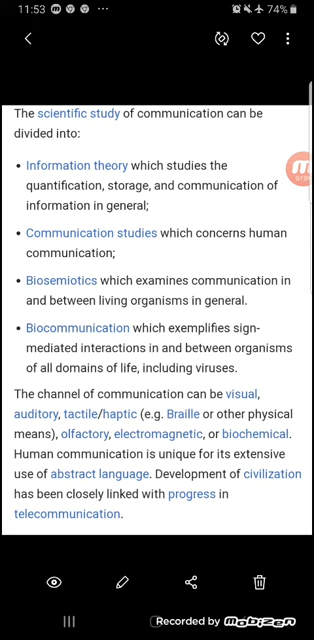 11:53
74%
The scientific study of communication can be
divided into:
• Information theory which studies the
quantification, storage, and communication of
information in general;
• Communication studies which concerns human
communication;
• Biosemiotics which examines communication in
and between living organisms in general.
• Biocommunication which exemplifies sign-
mediated interactions in and between organisms
of all domains of life, including viruses.
The channel of communication can be visual,
auditory, tactile/haptic (e.g. Braille or other physical
means), olfactory, electromagnetic, or biochemical.
Human communication is unique for its extensive
use of abstract language. Development of civilization
has been closely linked with progress in
telecommunication.
Recorded by mobizen